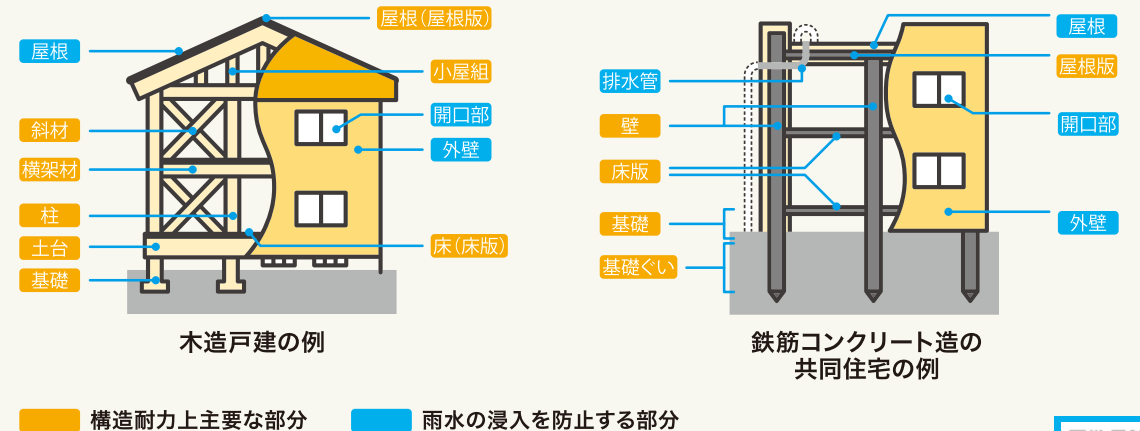 屋根(屋根版)
屋根
小屋組
開口部
外壁
斜材
横架材
柱
土台
床(床版)
基礎
木造戸建の例
屋根
屋根版
排水管
開口部
壁
床版
基礎
外壁
基礎ぐい
鉄筋コンクリート造の
共同住宅の例
構造耐力上主要な部分
雨水の浸入を防止する部分